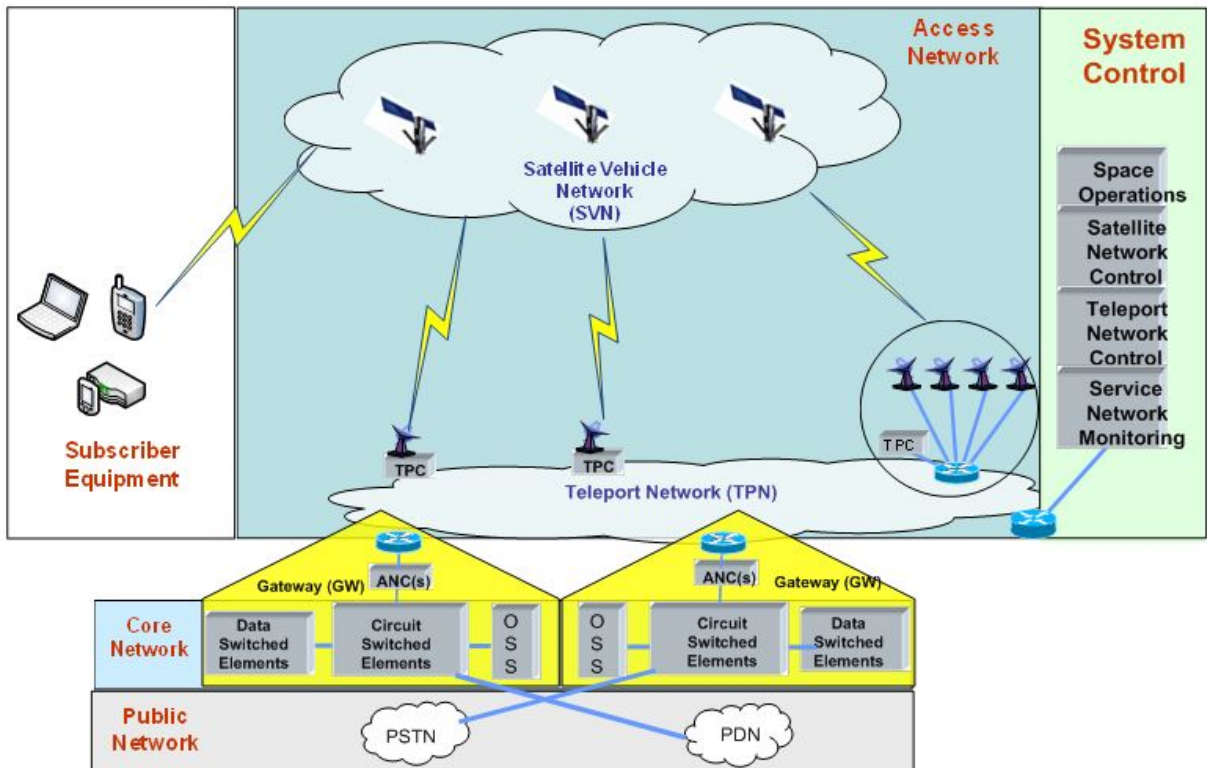 Access
Network
System
Control
Satellite Vehicle
Network
(SVN)
Space
Operations
Satellite
Network
Control
Teleport
Network
Control
Service
Network
Monitoring
Subscriber
Equipment
TPC
TPC
TPC
Teleport Network (TPN)
Gateway (GW)
ANC(s)
ANC(s)
Gateway (GW)
Core
Network
Data
Switched
Elements
Circuit
Switched
Elements
O
S
S
O
S
S
Circuit
Switched
Elements
Data
Switched
Elements
Public
Network
PSTN
PDN